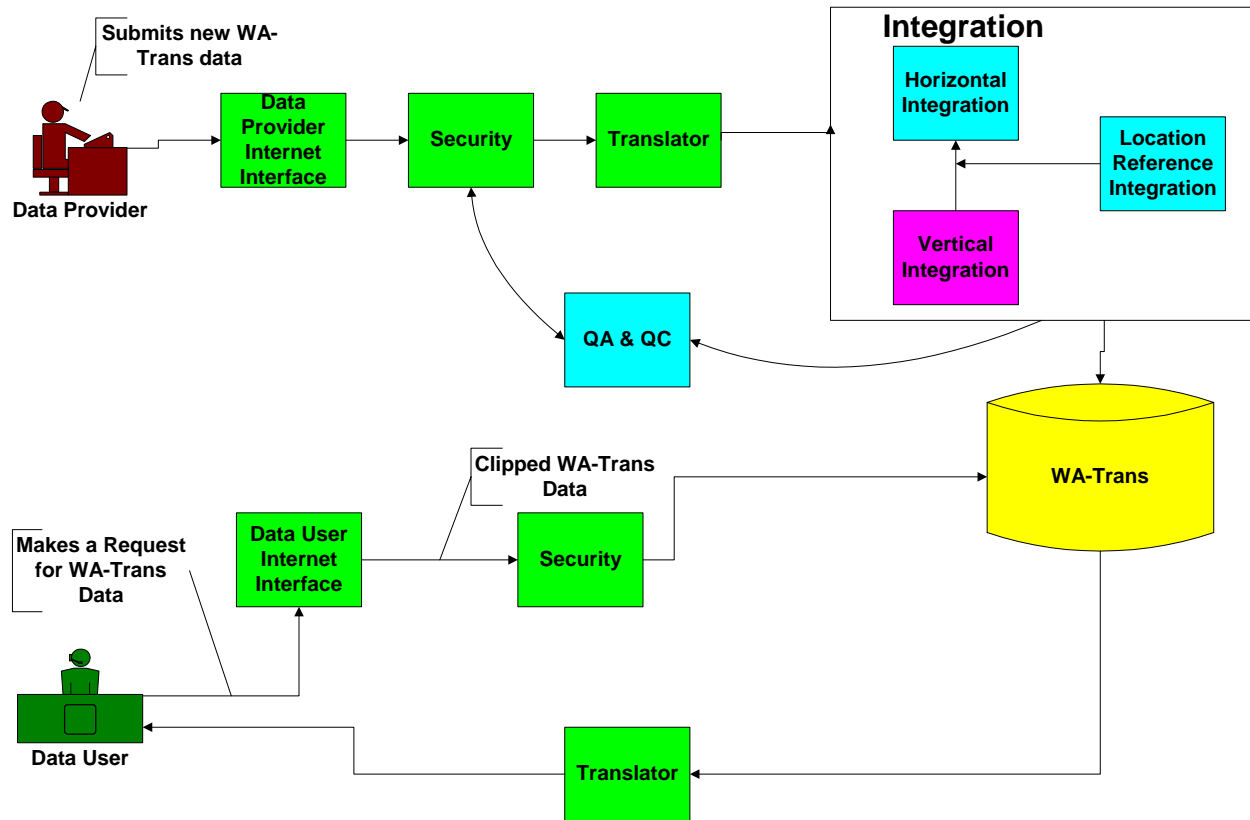 Submits new WA-
Trans data
Data Provider
Data
Provider
Internet
Interface
Security
Translator
Integration
Horizontal
Integration
Location
Reference
Integration
Vertical
Integration
QA & QC
WA-Trans
Clipped WA-Trans
Data
Makes a Request
for WA-Trans
Data
Data User
Internet
Interface
Security
Data User
Translator